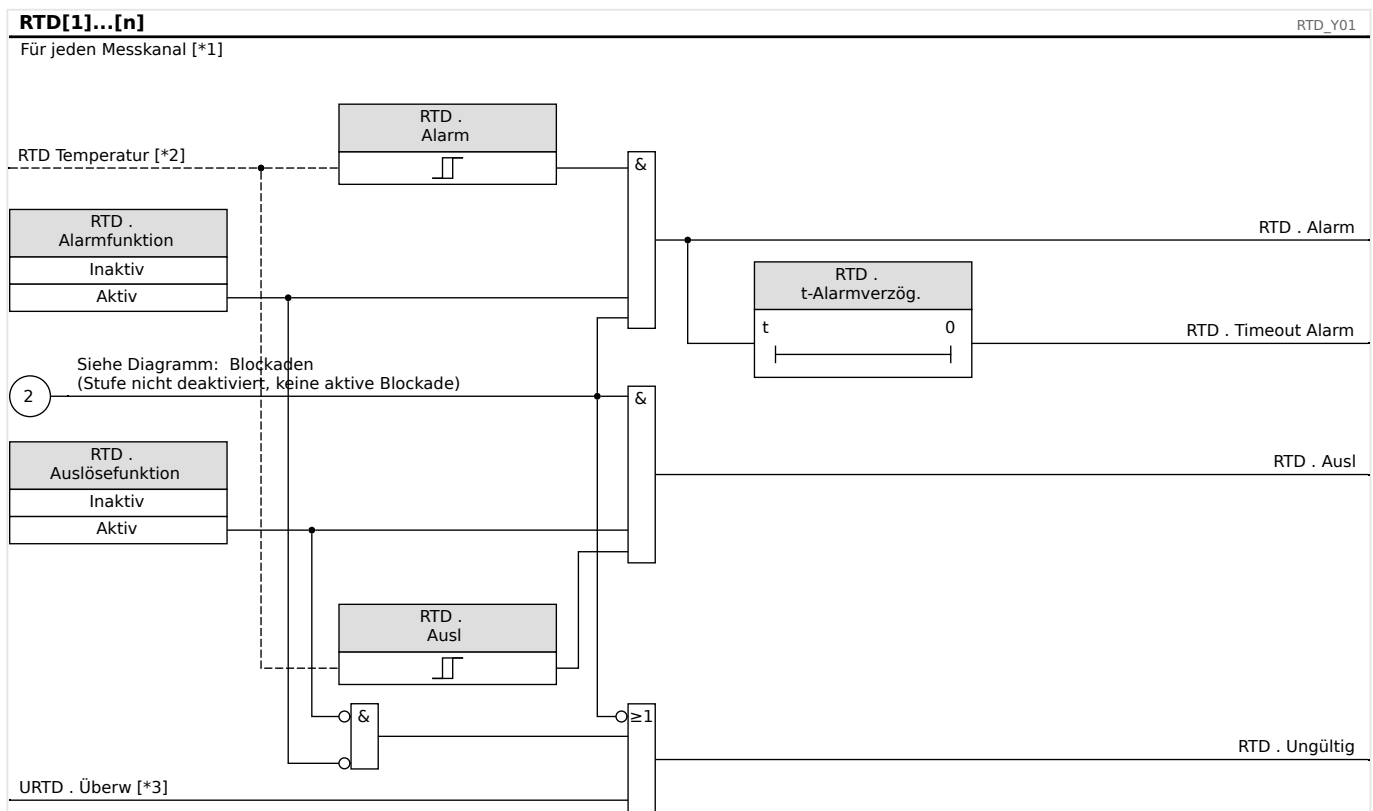 RTD[1]...[n]
RTD_Y01
Für jeden Messkanal [*1]
RTD .
Alarm
RTD Temperatur [*2]
&
RTD .
Alarmfunktion
Inaktiv
Aktiv
RTD . Alarm
RTD .
t-Alarmverzög.
t 0
RTD . Timeout Alarm
Siehe Diagramm: Blockaden
(Stufe nicht deaktiviert, keine aktive Blockade)
2
&
RTD .
Auslösefunktion
Inaktiv
Aktiv
RTD . Ausl
RTD .
Ausl
&
≥1
RTD . Ungültig
URTD . Überw [*3]